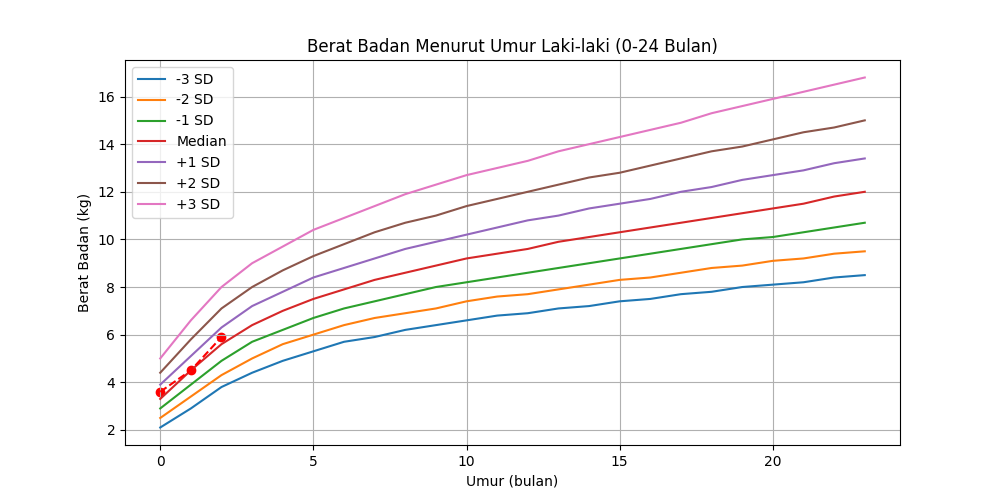 Berat Badan Menurut Umur Laki-laki (0-24 Bulan)
-3 SD
-2 SD
-1 SD
Median
+1 SD
+2 SD
+3 SD
Berat Badan (kg)
16
14
12
10
8
6
4
2
0
5
10
15
20
Umur (bulan)